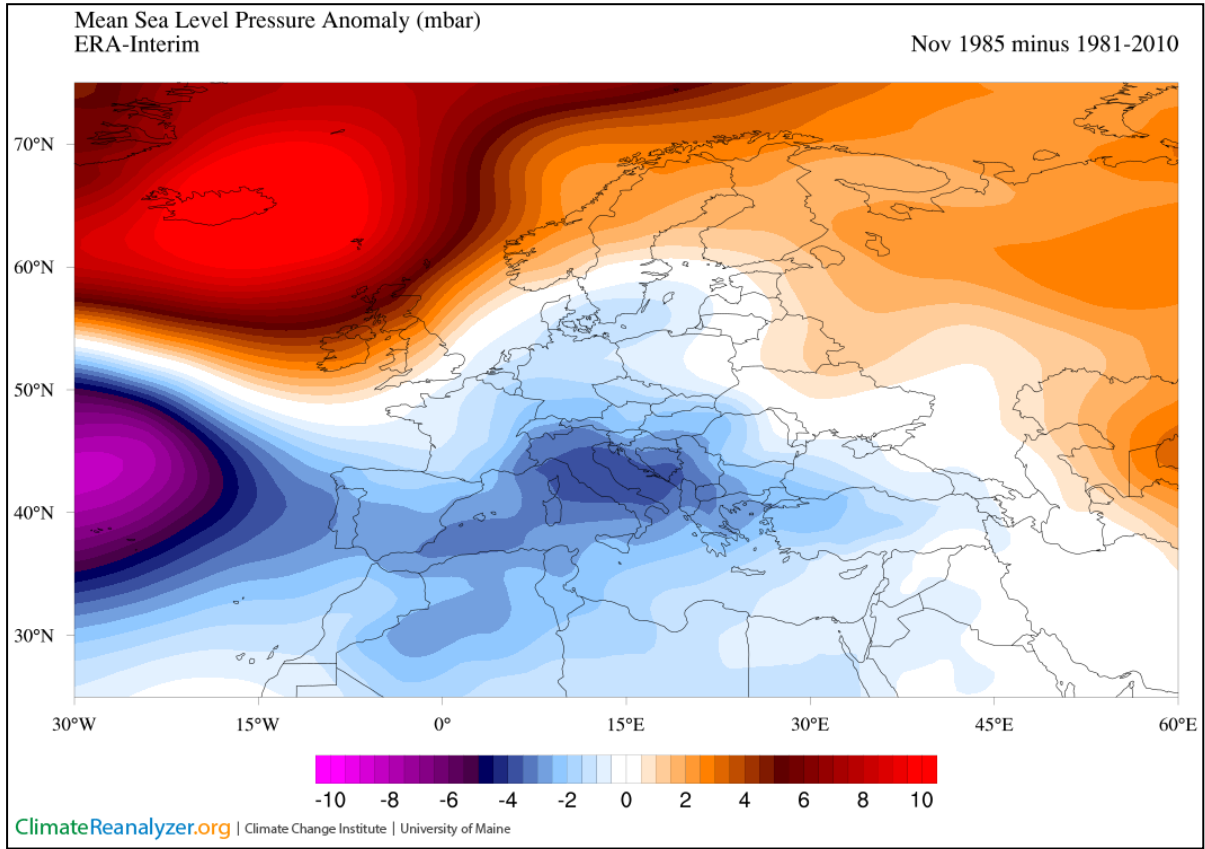 Mean Sea Level Pressure Anomaly (mbar)
ERA-Interim
Nov 1985 minus 1981-2010
70°N
60°N
50°N
40°N
30°N
30°W 15°W 0° 15°E 30°E 45°E 60°E
-10 -8 -6 -4 -2 0 2 4 6 8 10
ClimateReanalyzer.org | Climate Change Institute | University of Maine